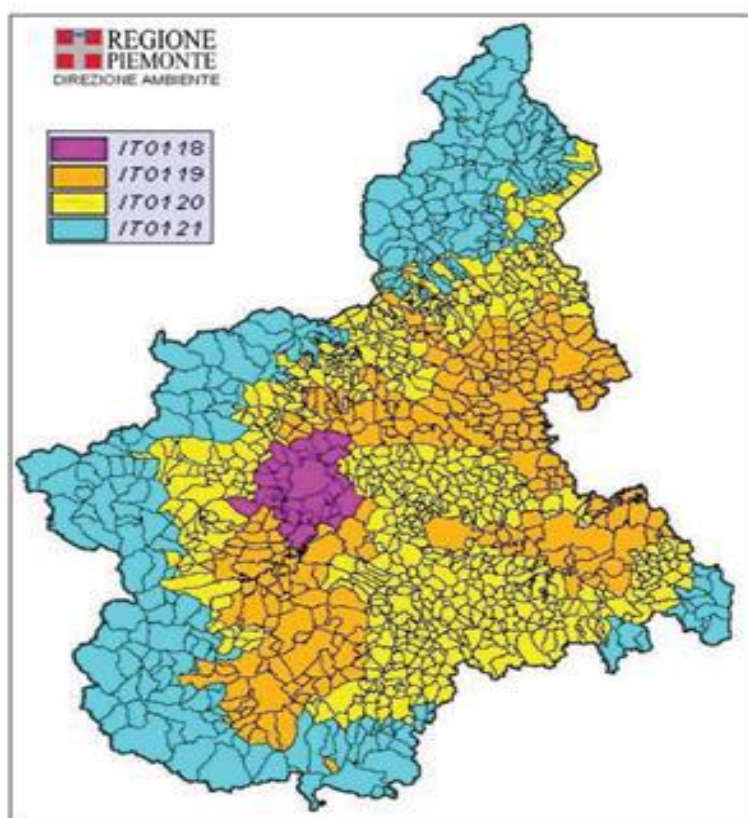 REGIONE
PIEMONTE
DIREZIONE AMBIENTE
IT0118
IT0119
IT0120
IT0121